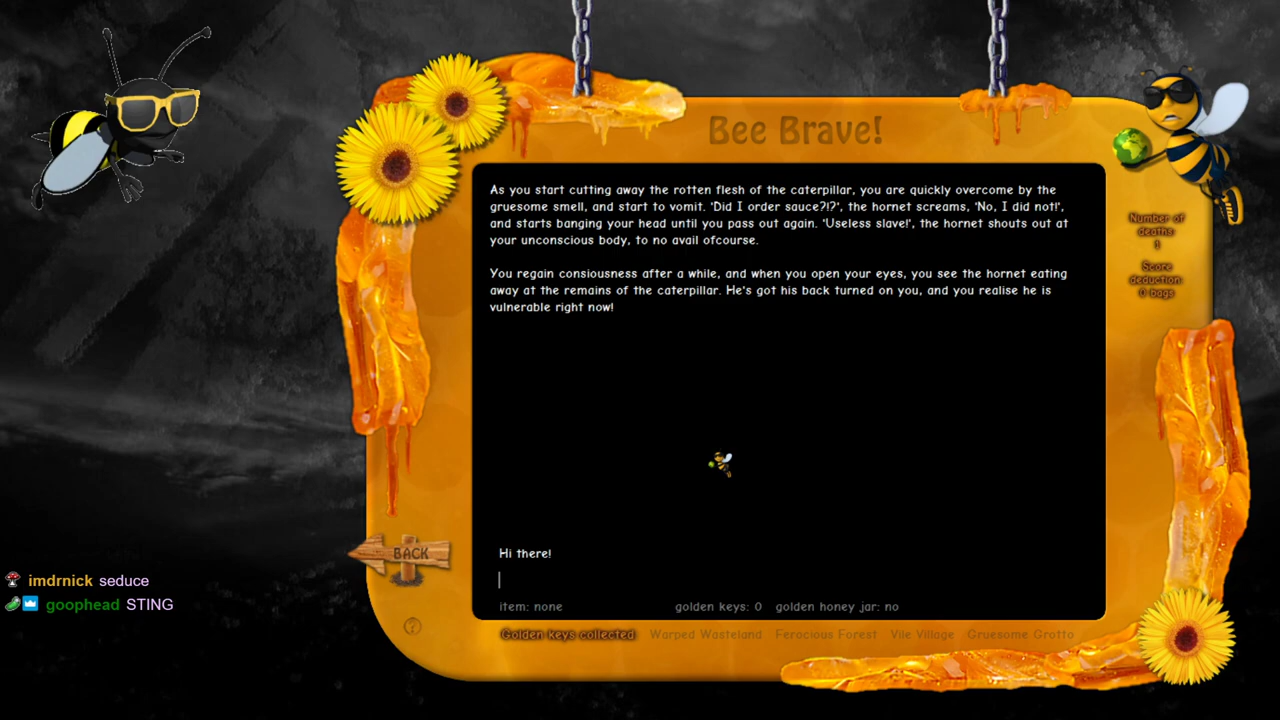 Bee Brave!
As you start cutting away the rotten flesh of the caterpillar, you are quickly overcome by the
gruesome smell, and start to vomit. 'Did I order sauce?!?', the hornet screams, 'No, I did not!',
and starts banging your head until you pass out again. 'Useless slave!', the hornet shouts out at
your unconscious body, to no avail ofcourse.
You regain consiousness after a while, and when you open your eyes, you see the hornet eating
away at the remains of the caterpillar. He's got his back turned on you, and you realise he is
vulnerable right now!
Number of
deaths:
1
Score
deduction:
0 bags
Hi there!
BACK
item: none golden keys: 0 golden honey jar: no
?
Golden keys collected Warped Wasteland Ferocious Forest Vile Village Gruesome Grotto
imdrnick seduce
goophead STING